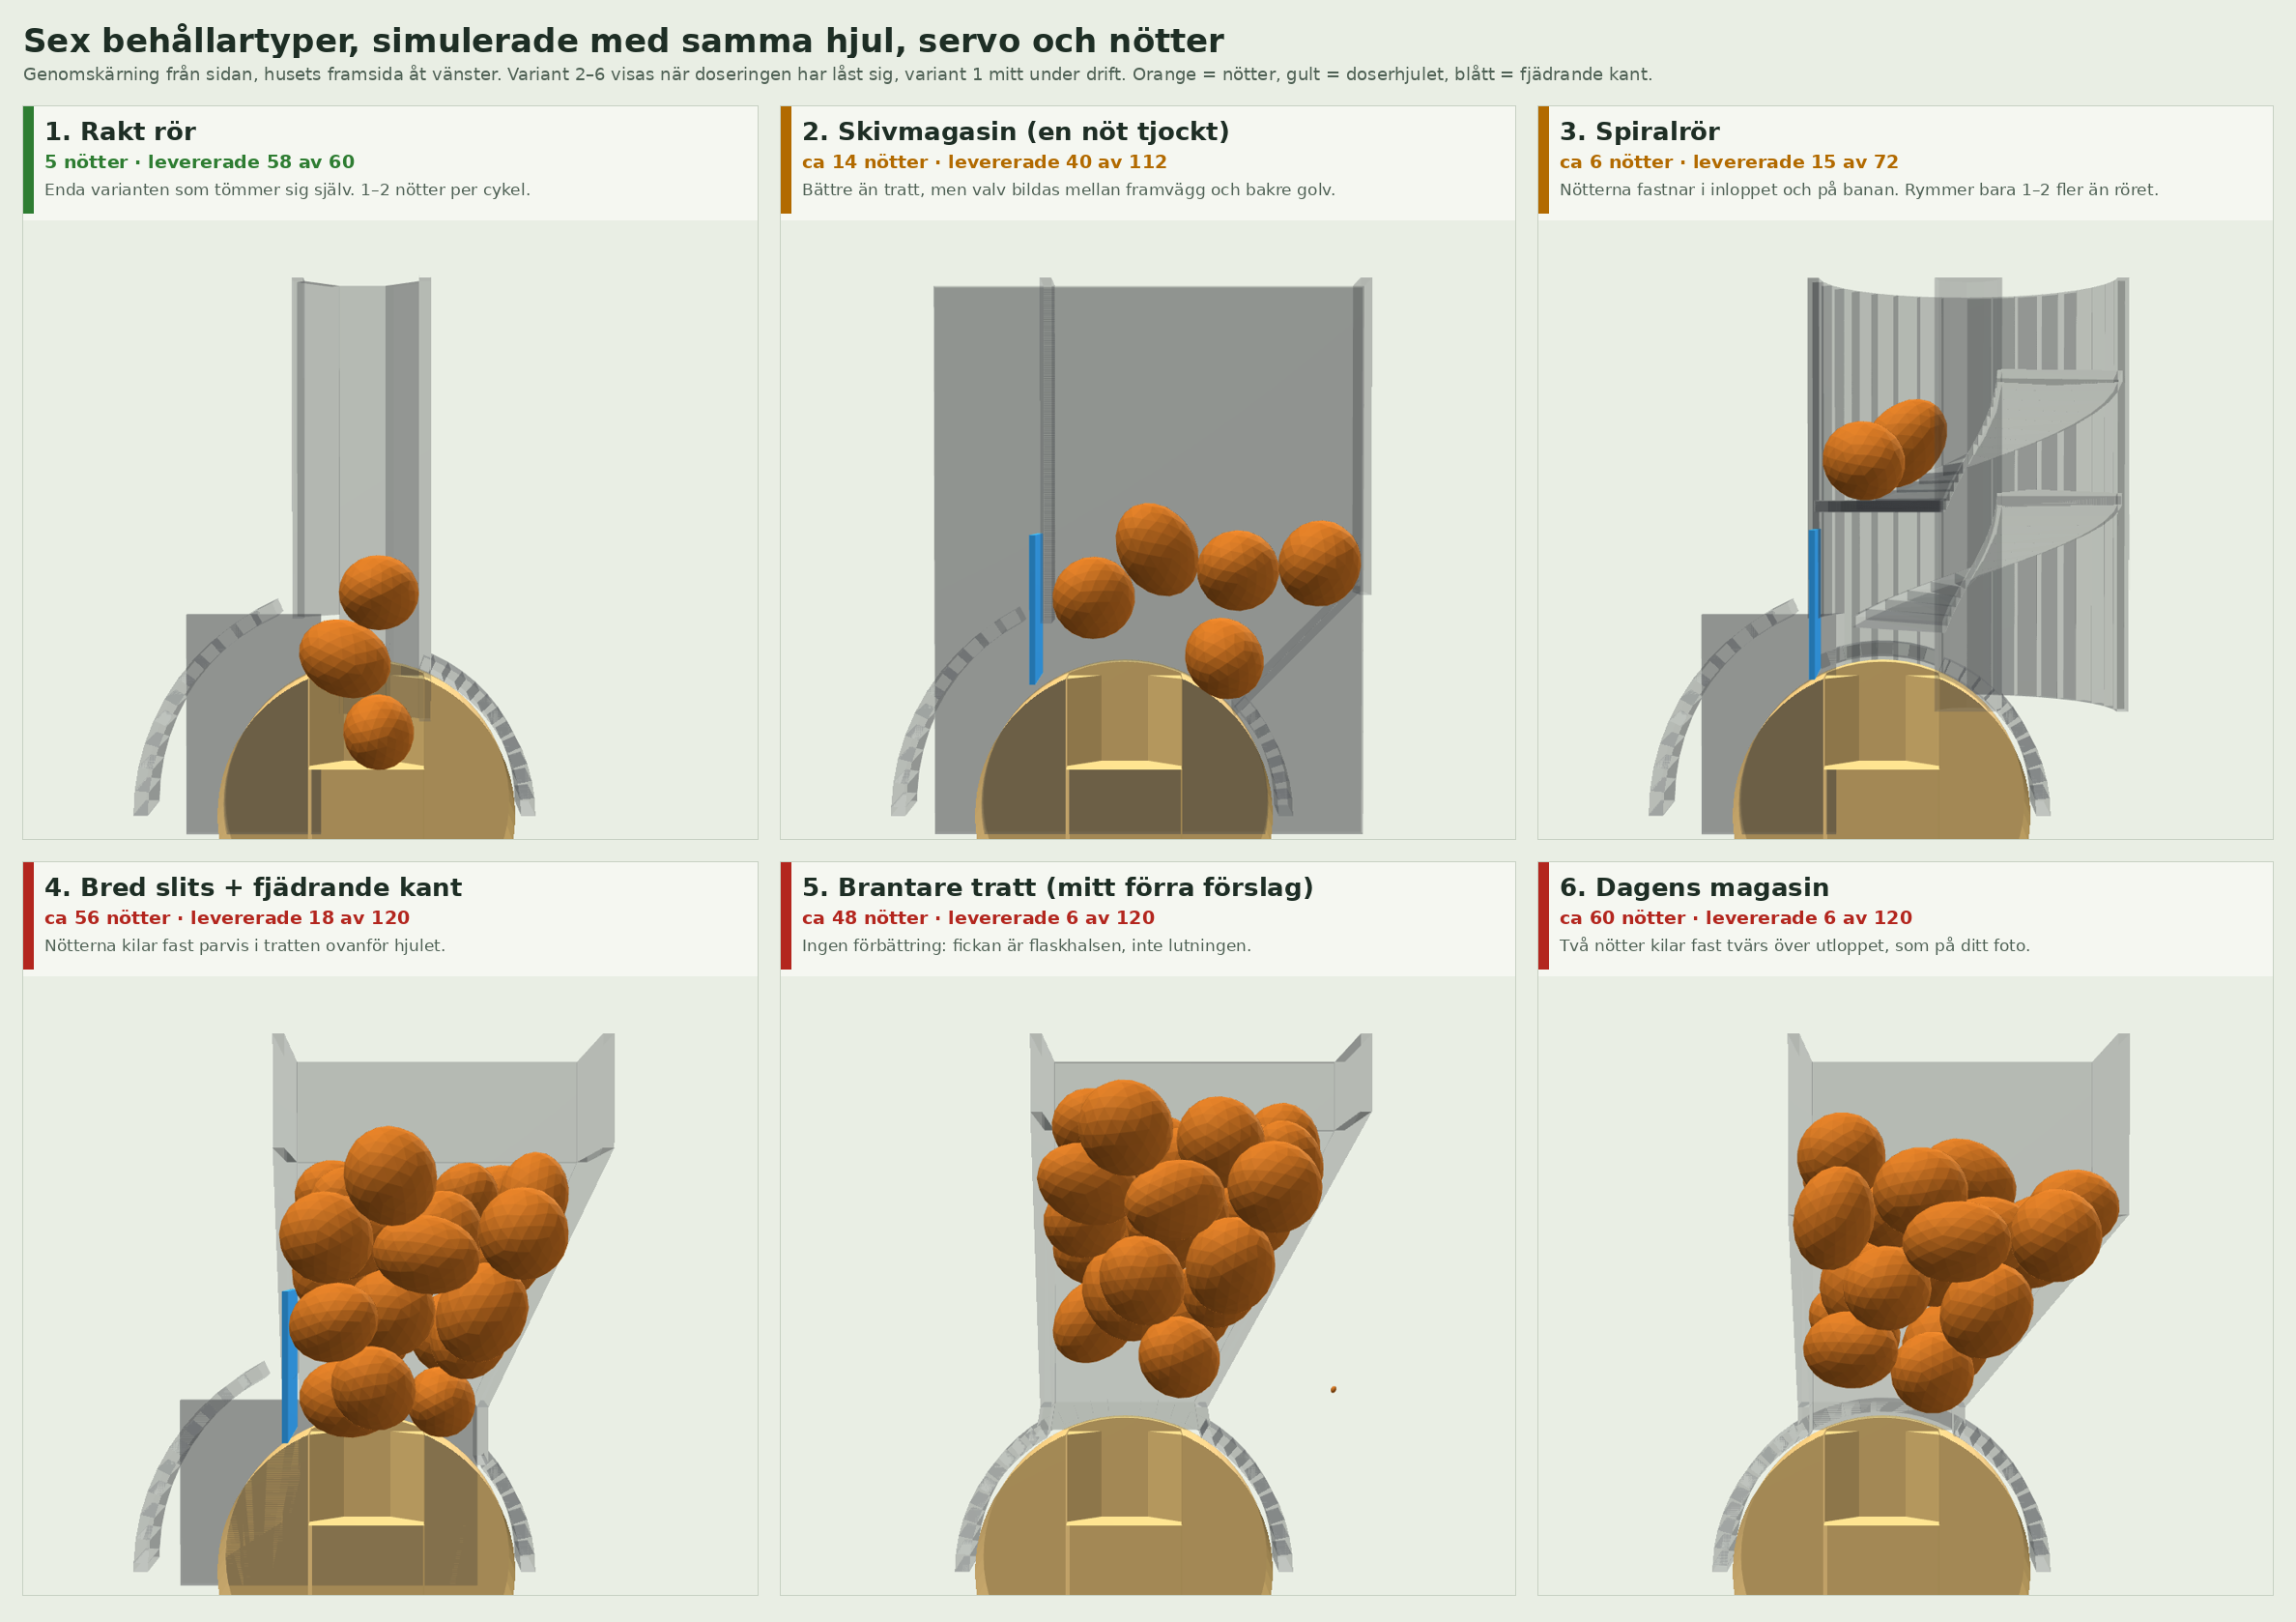 Sex behållartyper, simulerade med samma hjul, servo och nötter
Genomskärning från sidan, husets framsida åt vänster. Variant 2–6 visas när doseringen har låst sig, variant 1 mitt under drift. Orange = nötter, gult = doserhjulet, blått = fjädrande kant.
1. Rakt rör
5 nötter · levererade 58 av 60
Enda varianten som tömmer sig själv. 1–2 nötter per cykel.
2. Skivmagasin (en nöt tjockt)
ca 14 nötter · levererade 40 av 112
Bättre än tratt, men valv bildas mellan framvägg och bakre golv.
3. Spiralrör
ca 6 nötter · levererade 15 av 72
Nötterna fastnar i inloppet och på banan. Rymmer bara 1–2 fler än röret.
4. Bred slits + fjädrande kant
ca 56 nötter · levererade 18 av 120
Nötterna kilar fast parvis i tratten ovanför hjulet.
5. Brantare tratt (mitt förra förslag)
ca 48 nötter · levererade 6 av 120
Ingen förbättring: fickan är flaskhalsen, inte lutningen.
6. Dagens magasin
ca 60 nötter · levererade 6 av 120
Två nötter kilar fast tvärs över utloppet, som på ditt foto.